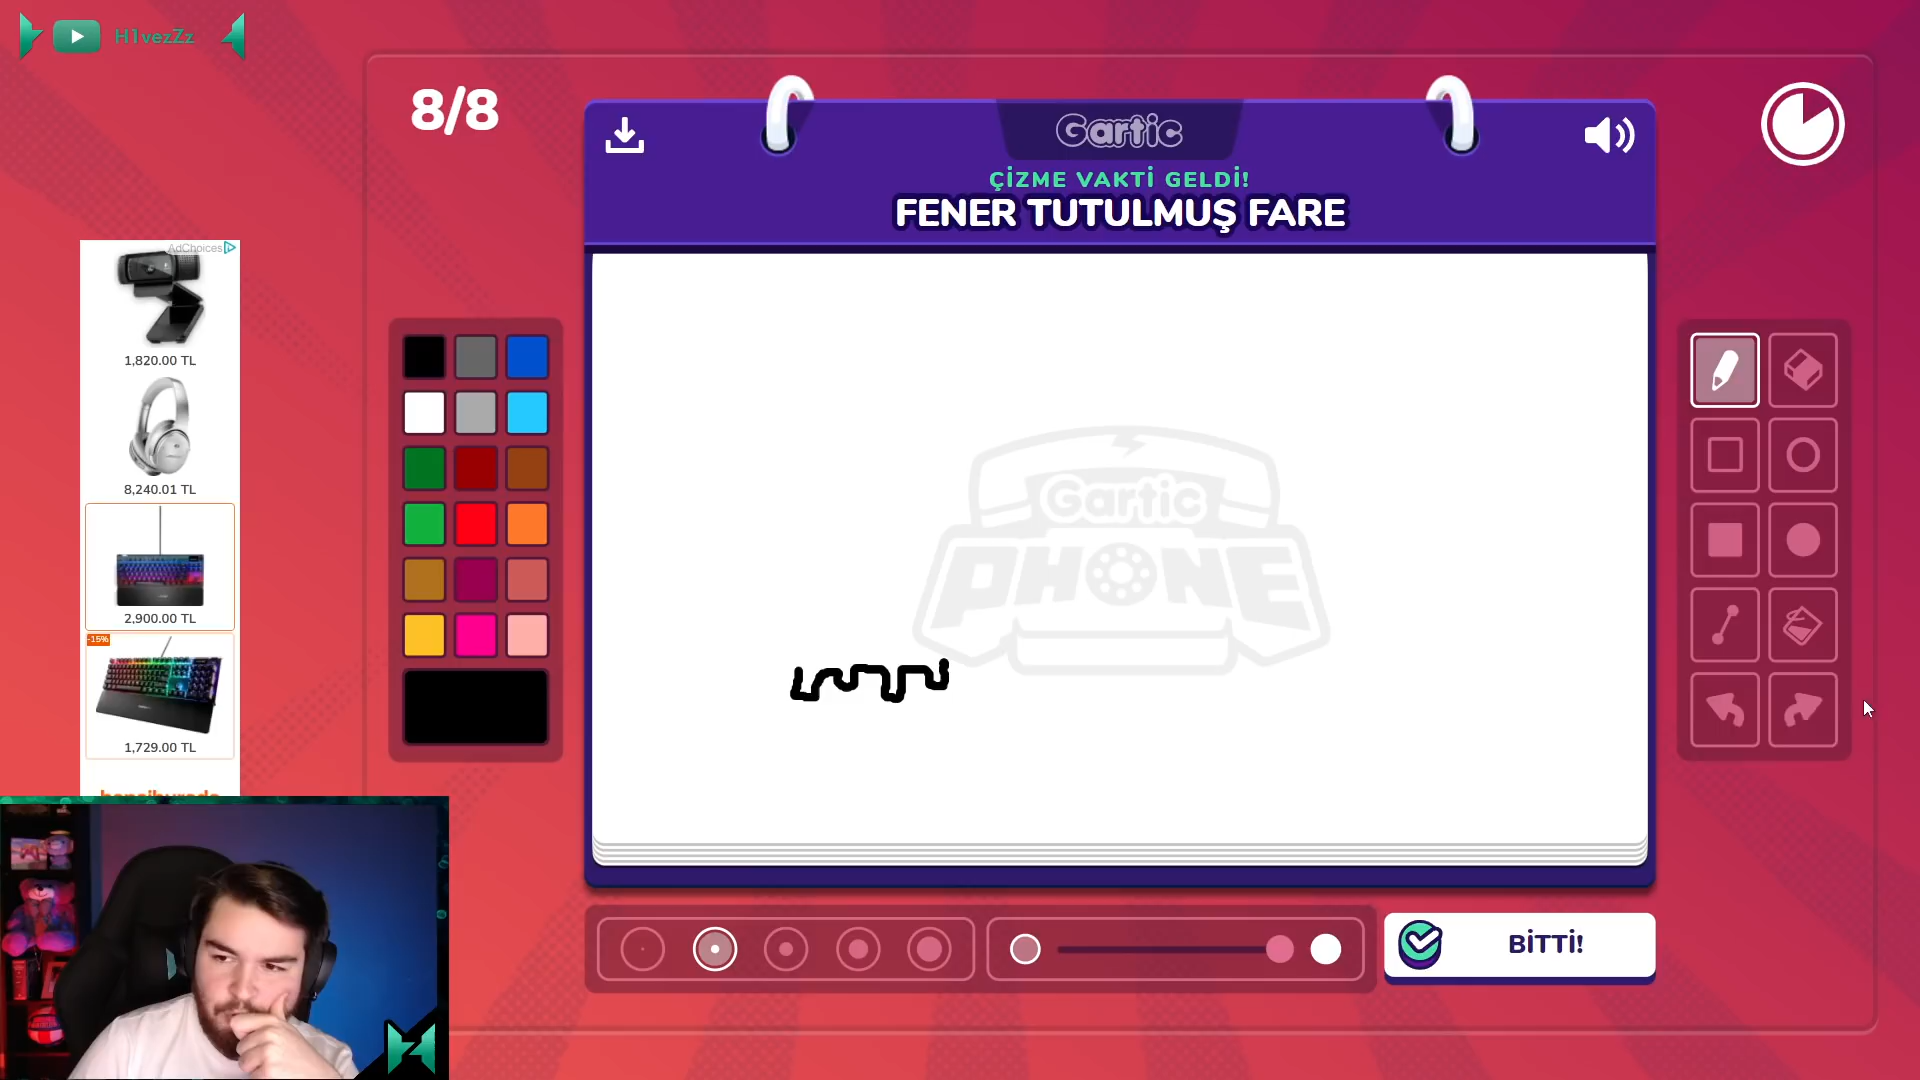 H1vezZz
8/8
Gartic
ÇİZME VAKTİ GELDİ!
FENER TUTULMUŞ FARE
AdChoices
1,820.00 TL
8,240.01 TL
2,900.00 TL
-15%
1,729.00 TL
Gartic
PHONE
BİTTİ!